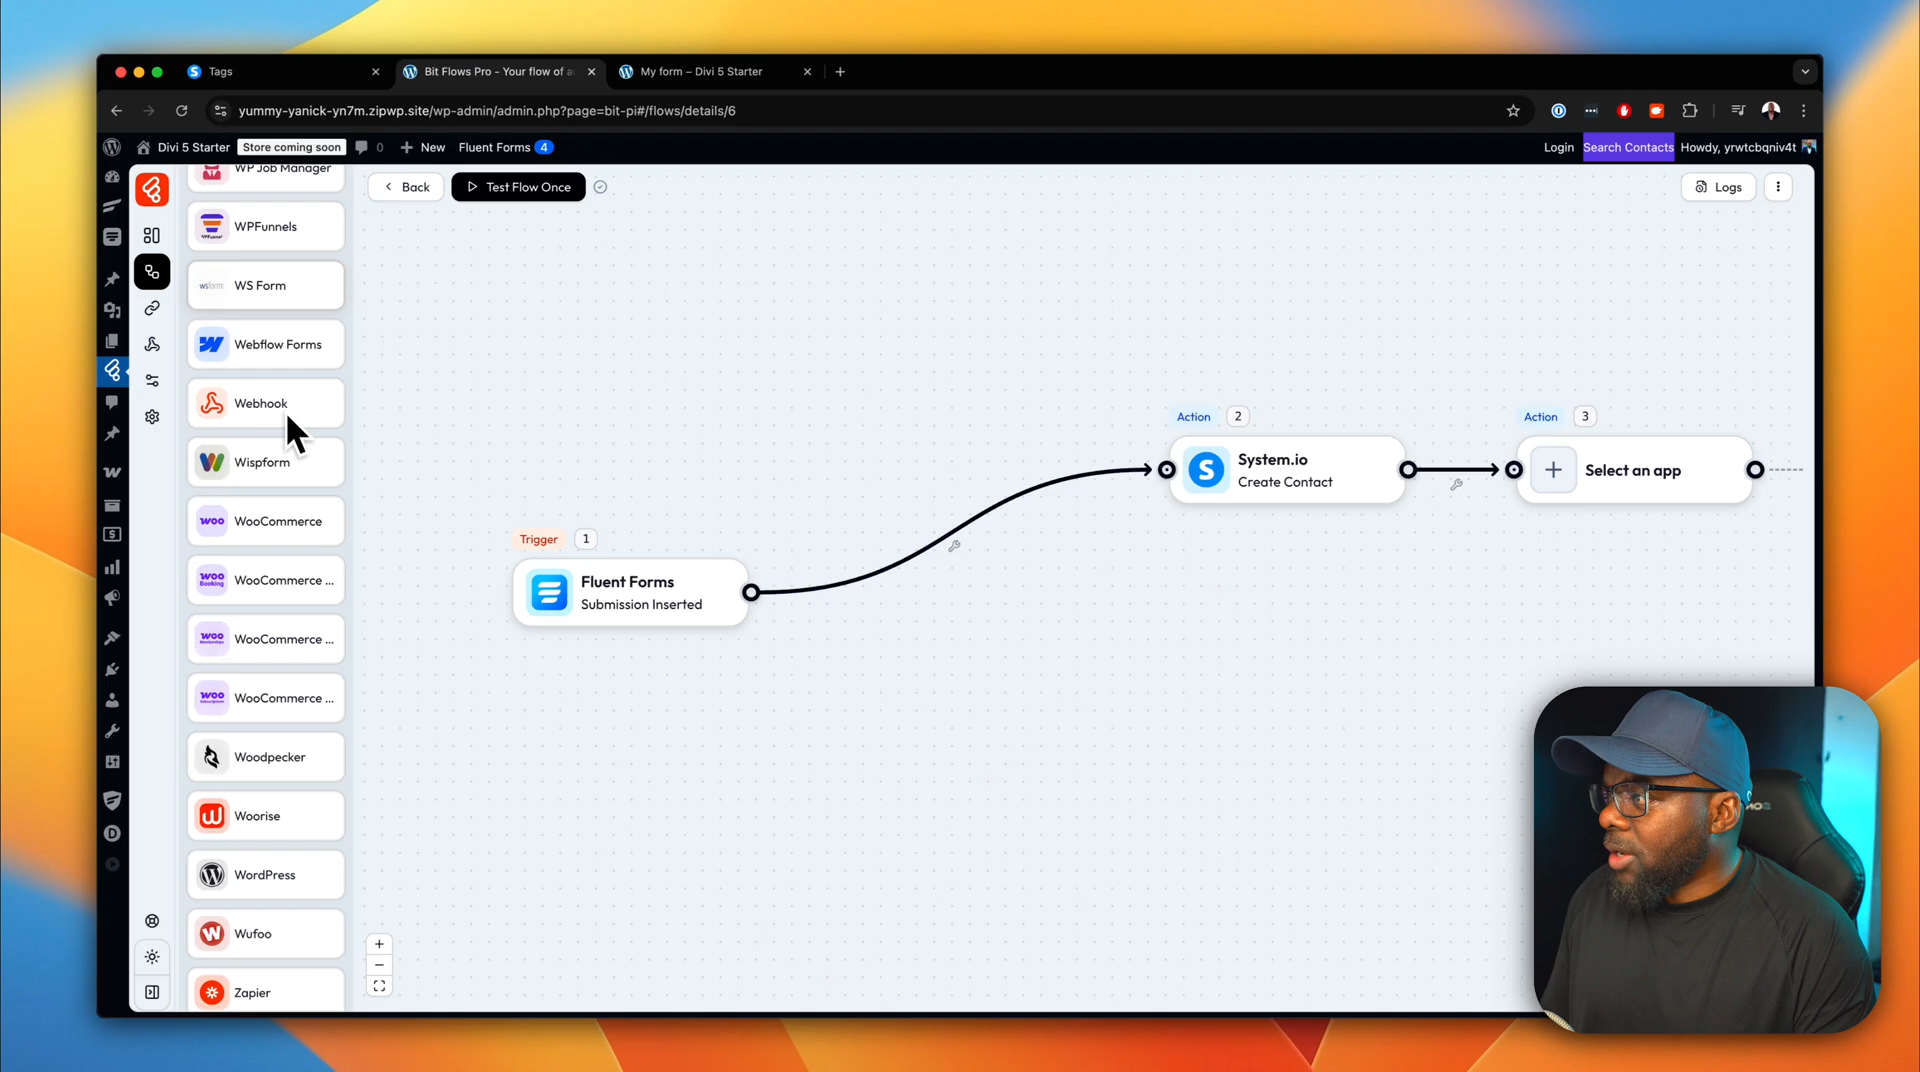 Tags
Bit Flows Pro - Your flow of a
My form – Divi 5 Starter
yummy-yanick-yn7m.zipwp.site/wp-admin/admin.php?page=bit-pi#/flows/details/6
Divi 5 Starter
Store coming soon
0
New
Fluent Forms 4
Login
Search Contacts
Howdy, yrwtcbqniv4t
WP Job Manager
WPFunnels
WS Form
Webflow Forms
Webhook
Wispform
WooCommerce
WooCommerce ...
WooCommerce ...
WooCommerce ...
Woodpecker
Woorise
WordPress
Wufoo
Zapier
Back
Test Flow Once
Logs
Trigger 1
Fluent Forms
Submission Inserted
Action 2
System.io
Create Contact
Action 3
Select an app